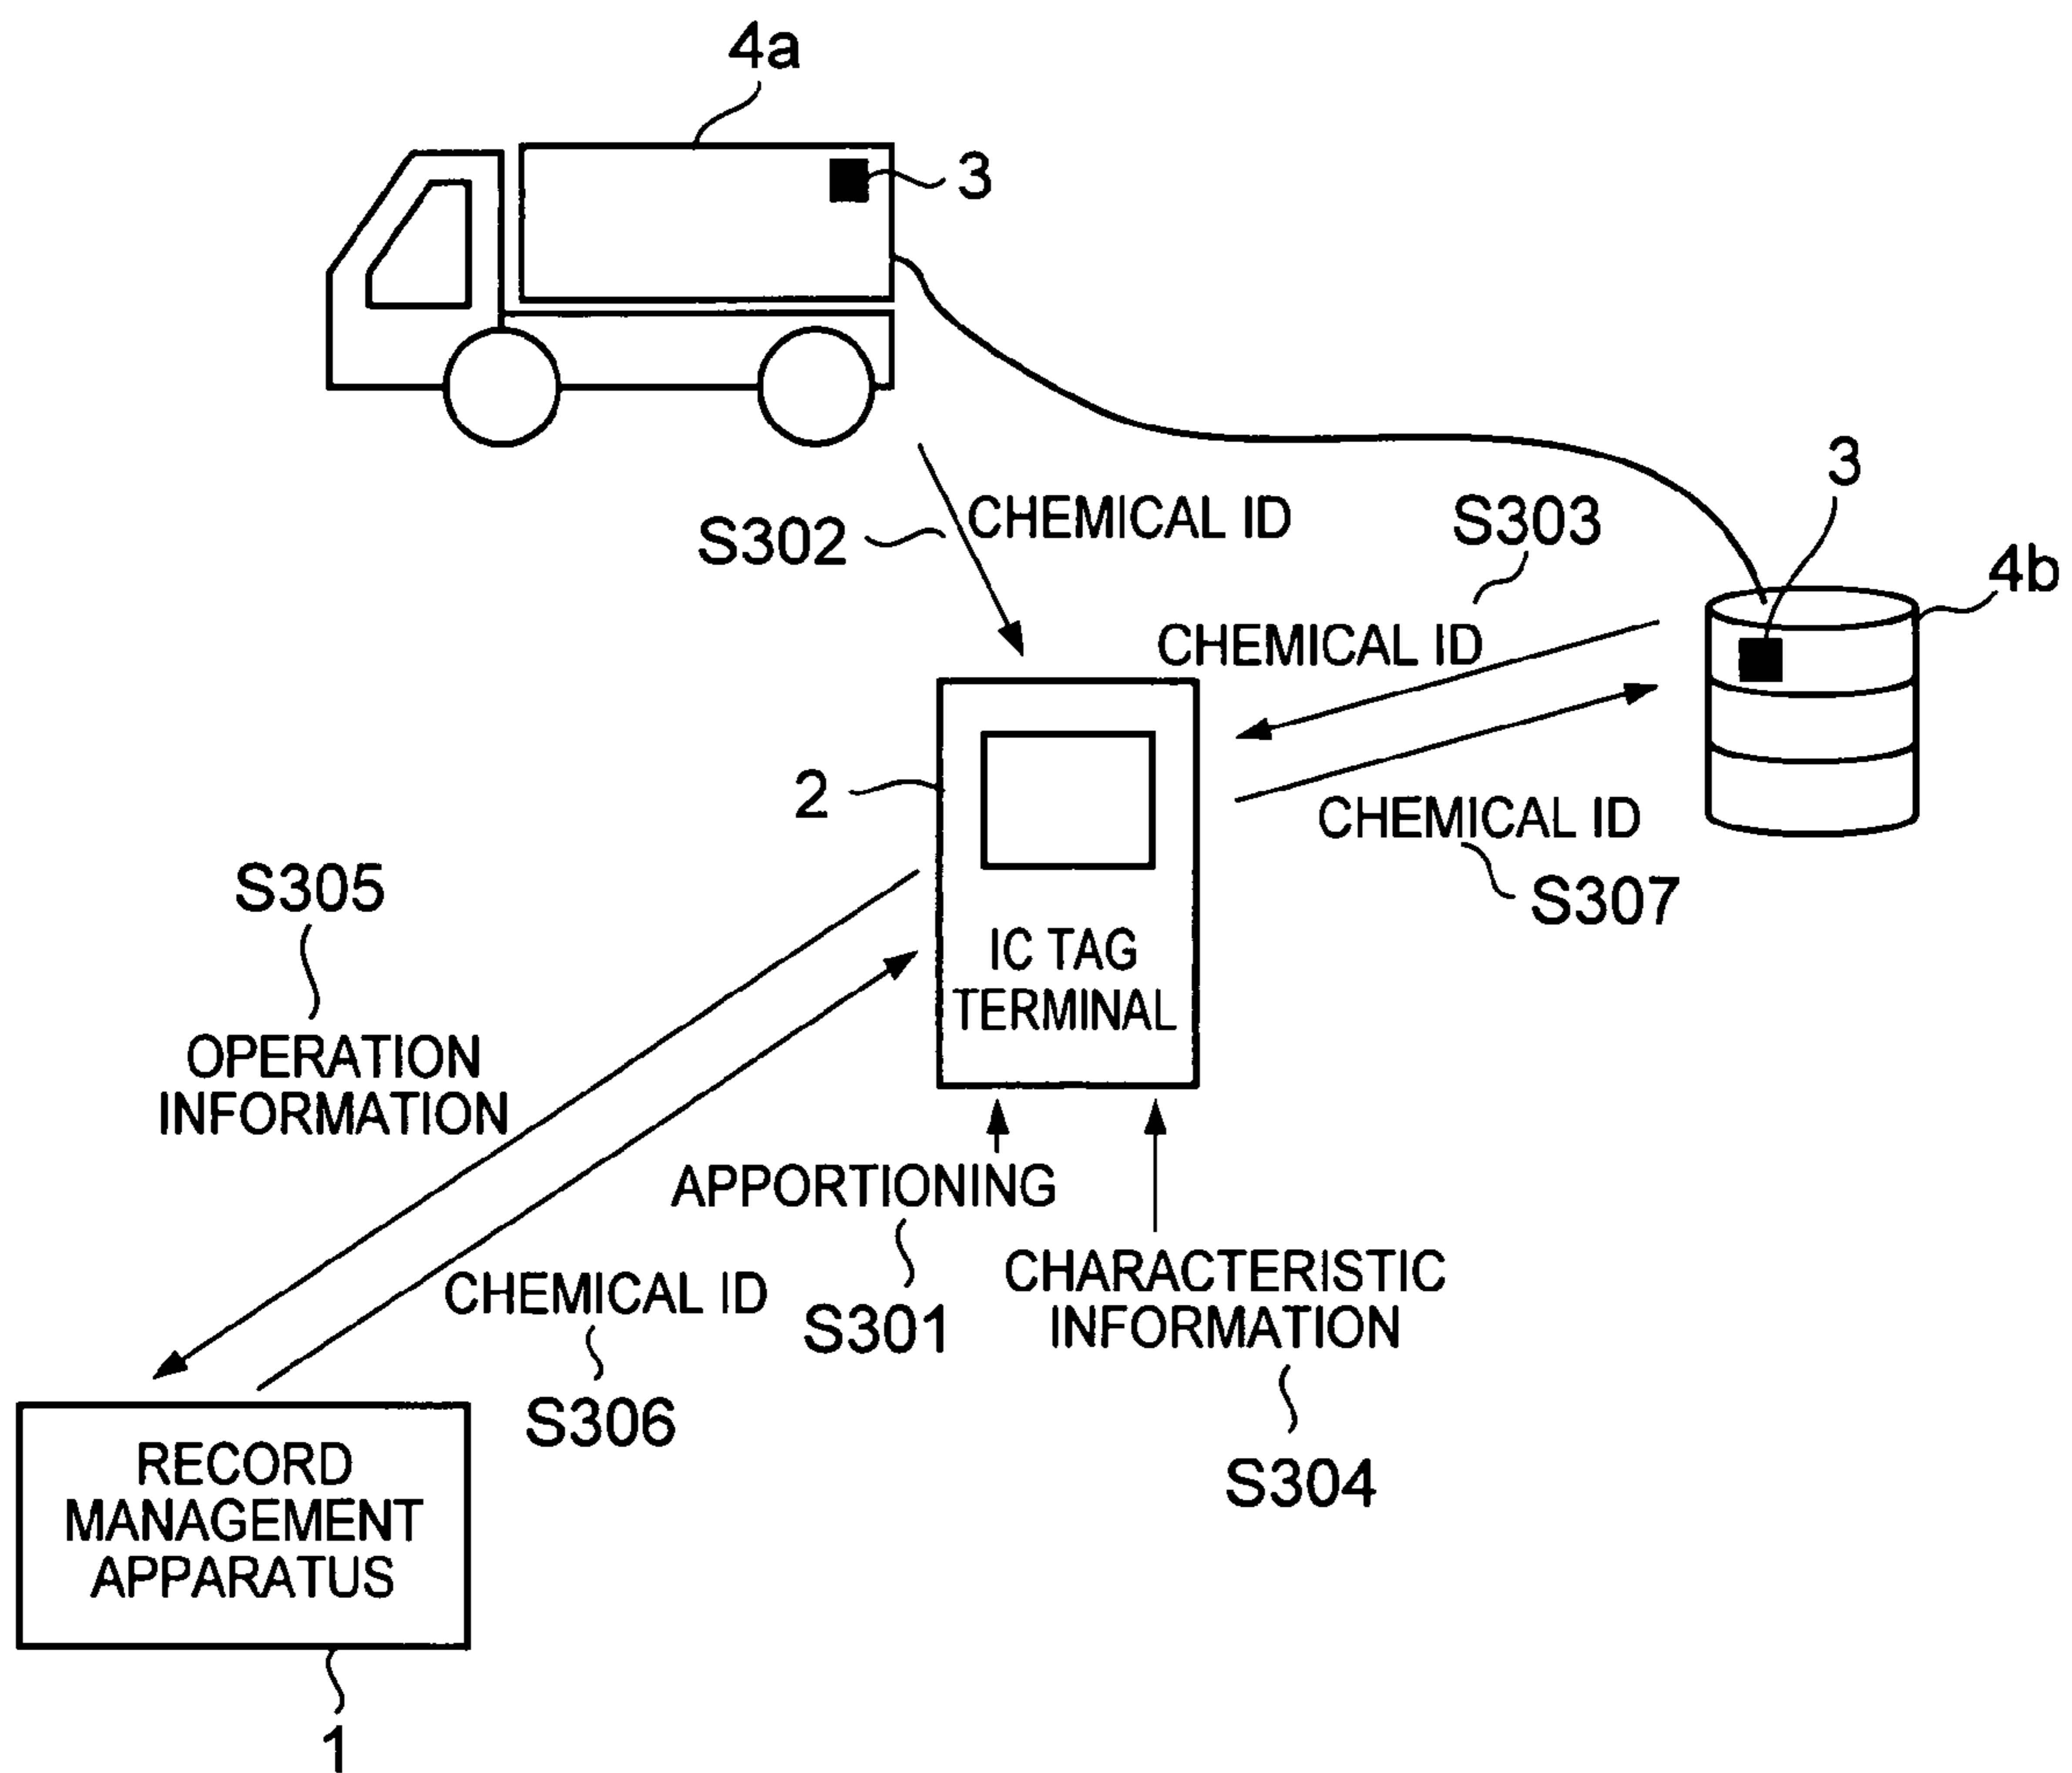 4a
3
3
S302
CHEMICAL ID
S303
4b
CHEMICAL ID
2
CHEMICAL ID
S307
S305
IC TAG
TERMINAL
OPERATION
INFORMATION
APPORTIONING
S301
CHARACTERISTIC
INFORMATION
S304
CHEMICAL ID
S306
RECORD
MANAGEMENT
APPARATUS
1